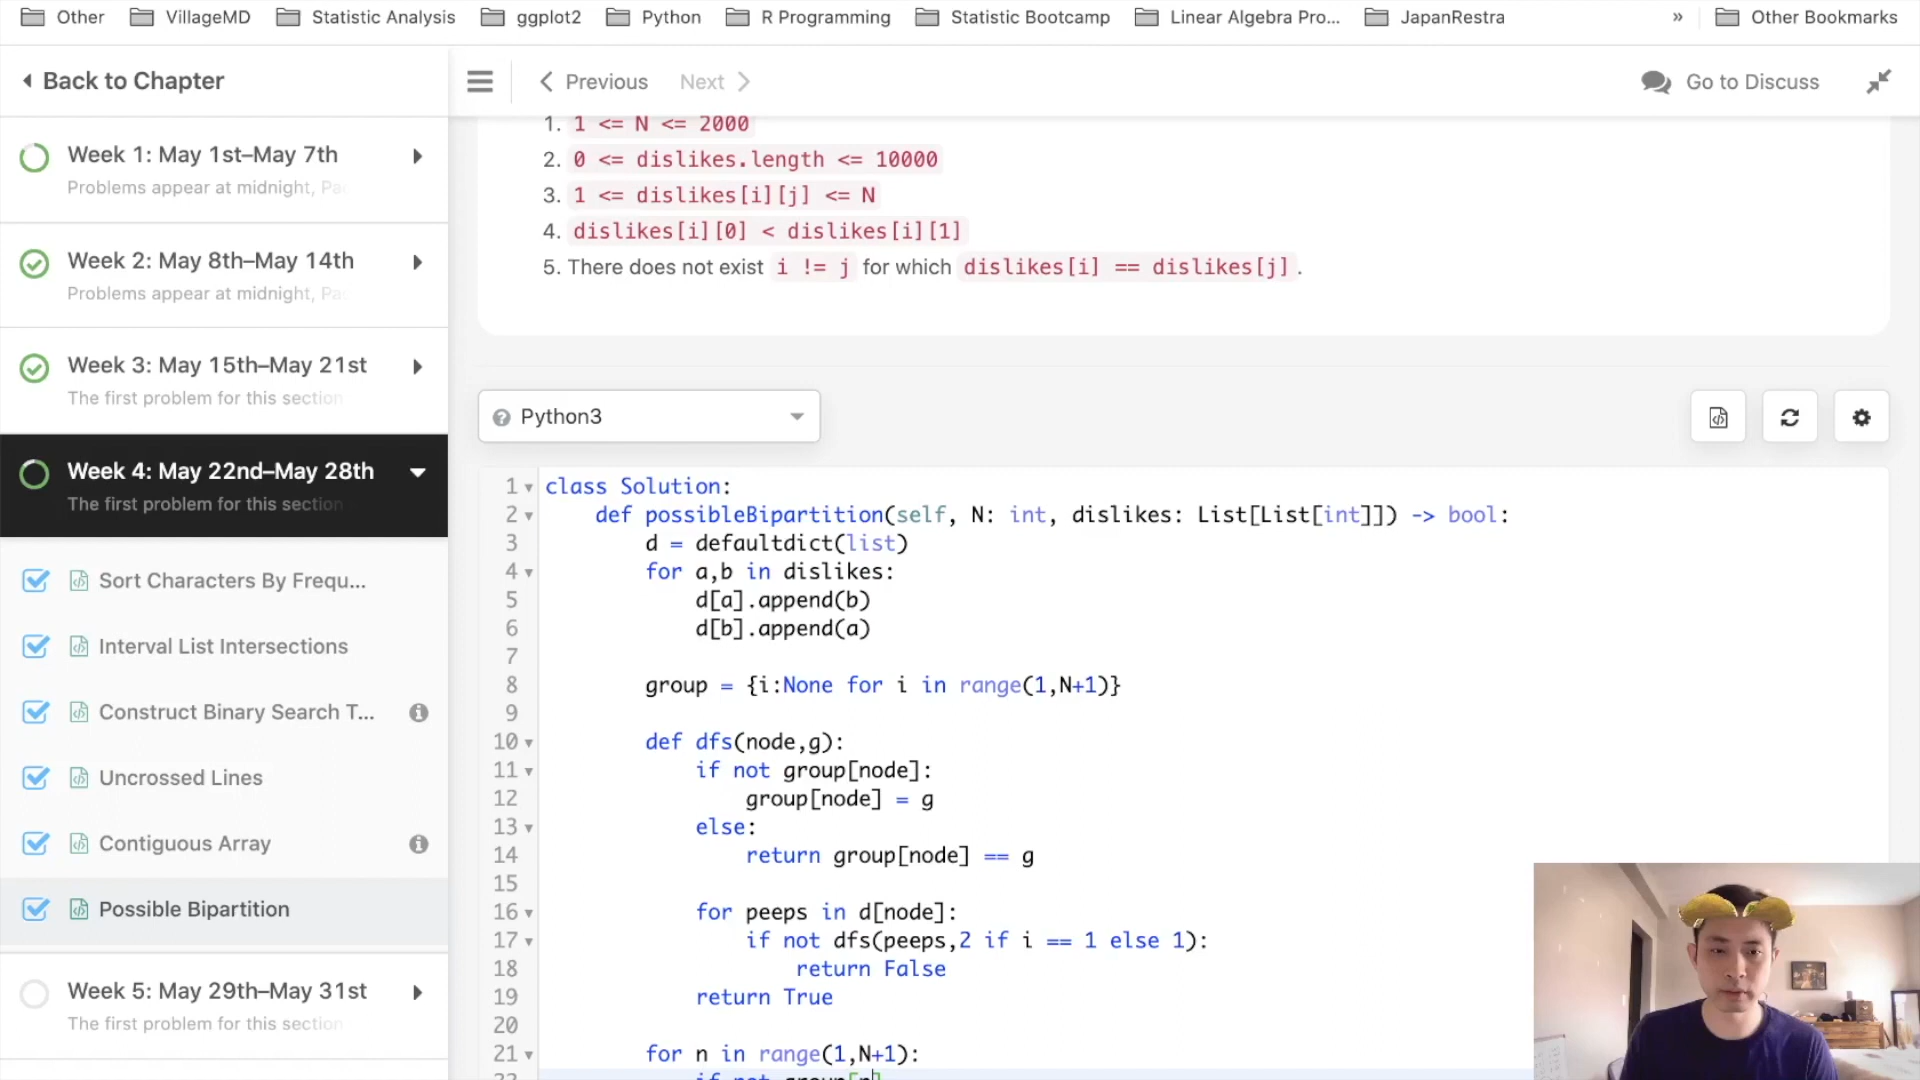 Other VillageMD Statistic Analysis ggplot2 Python R Programming Statistic Bootcamp Linear Algebra Pro... JapanRestra » Other Bookmarks
Back to Chapter
Previous Next Go to Discuss
Week 1: May 1st–May 7th
Problems appear at midnight, Pac
Week 2: May 8th–May 14th
Problems appear at midnight, Pac
Week 3: May 15th–May 21st
The first problem for this section
Week 4: May 22nd–May 28th
The first problem for this section
Sort Characters By Frequ...
Interval List Intersections
Construct Binary Search T...
Uncrossed Lines
Contiguous Array
Possible Bipartition
Week 5: May 29th–May 31st
The first problem for this section
1. 1 <= N <= 2000
2. 0 <= dislikes.length <= 10000
3. 1 <= dislikes[i][j] <= N
4. dislikes[i][0] < dislikes[i][1]
5. There does not exist i != j for which dislikes[i] == dislikes[j] .
Python3
1 class Solution:
2 def possibleBipartition(self, N: int, dislikes: List[List[int]]) -> bool:
3 d = defaultdict(list)
4 for a,b in dislikes:
5 d[a].append(b)
6 d[b].append(a)
7
8 group = {i:None for i in range(1,N+1)}
9
10 def dfs(node,g):
11 if not group[node]:
12 group[node] = g
13 else:
14 return group[node] == g
15
16 for peeps in d[node]:
17 if not dfs(peeps,2 if i == 1 else 1):
18 return False
19 return True
20
21 for n in range(1,N+1):
22 if not group[n]